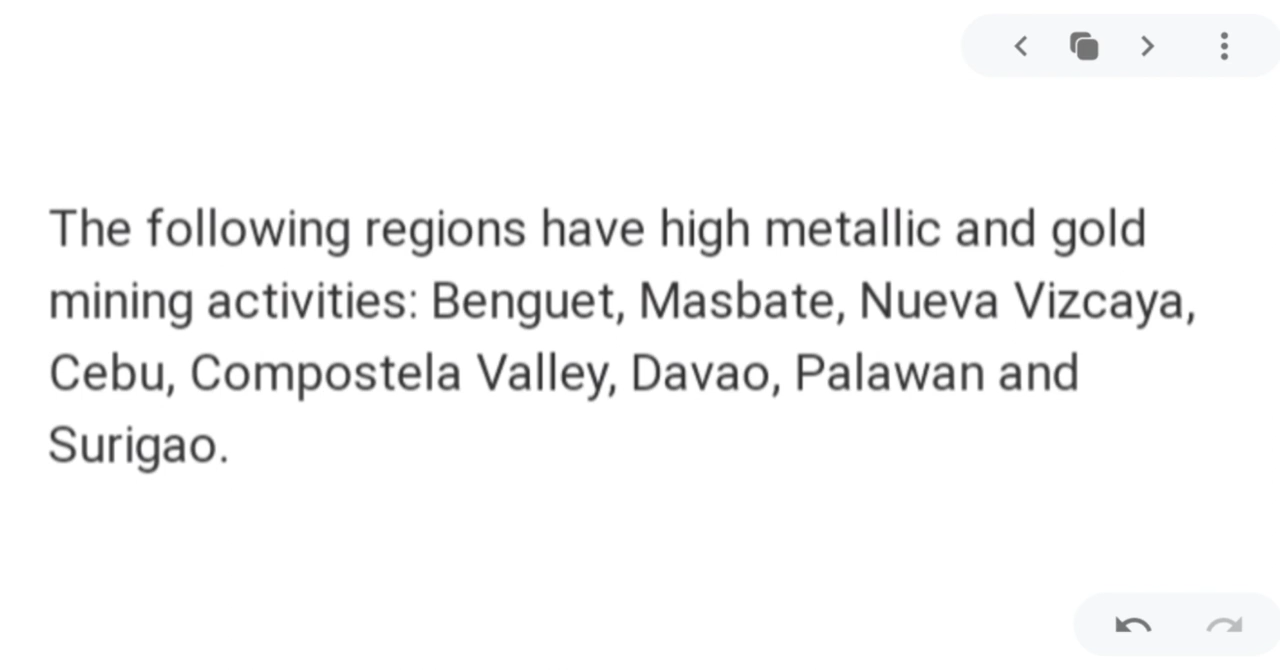 The following regions have high metallic and gold
mining activities: Benguet, Masbate, Nueva Vizcaya,
Cebu, Compostela Valley, Davao, Palawan and
Surigao.